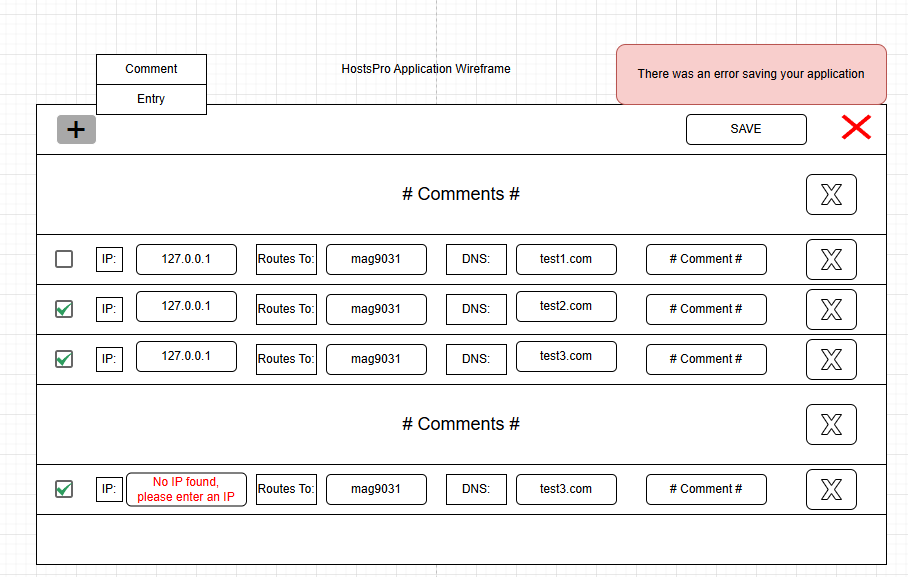 Comment
HostsPro Application Wireframe
There was an error saving your application
Entry
+
SAVE
# Comments #
X
IP:
127.0.0.1
Routes To:
mag9031
DNS:
test1.com
# Comment #
X
IP:
127.0.0.1
Routes To:
mag9031
DNS:
test2.com
# Comment #
X
IP:
127.0.0.1
Routes To:
mag9031
DNS:
test3.com
# Comment #
X
# Comments #
X
IP:
No IP found,
please enter an IP
Routes To:
mag9031
DNS:
test3.com
# Comment #
X